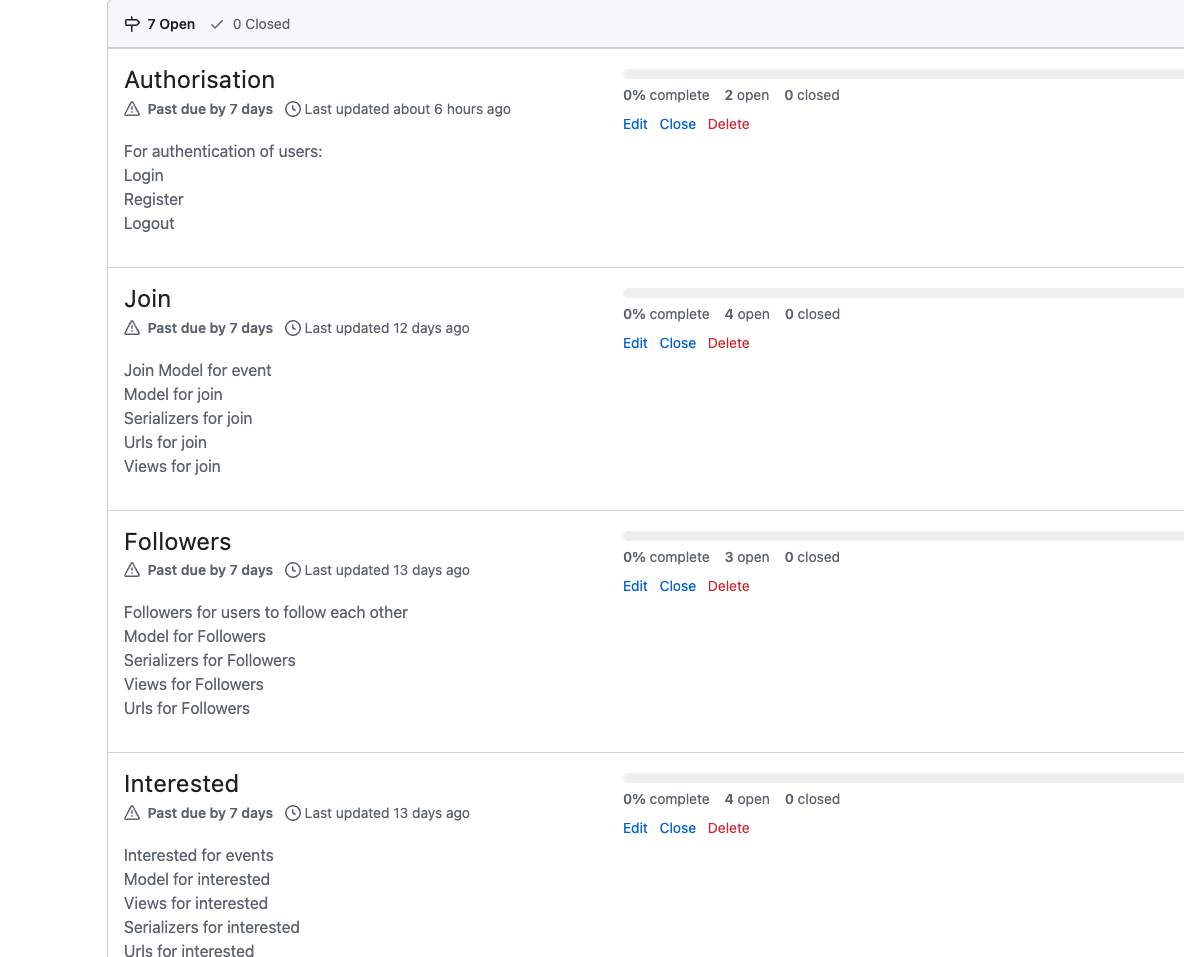 7 Open 0 Closed
Authorisation
Past due by 7 days Last updated about 6 hours ago
0% complete 2 open 0 closed
Edit Close Delete
For authentication of users:
Login
Register
Logout
Join
Past due by 7 days Last updated 12 days ago
0% complete 4 open 0 closed
Edit Close Delete
Join Model for event
Model for join
Serializers for join
Urls for join
Views for join
Followers
Past due by 7 days Last updated 13 days ago
0% complete 3 open 0 closed
Edit Close Delete
Followers for users to follow each other
Model for Followers
Serializers for Followers
Views for Followers
Urls for Followers
Interested
Past due by 7 days Last updated 13 days ago
0% complete 4 open 0 closed
Edit Close Delete
Interested for events
Model for interested
Views for interested
Serializers for interested
Urls for interested